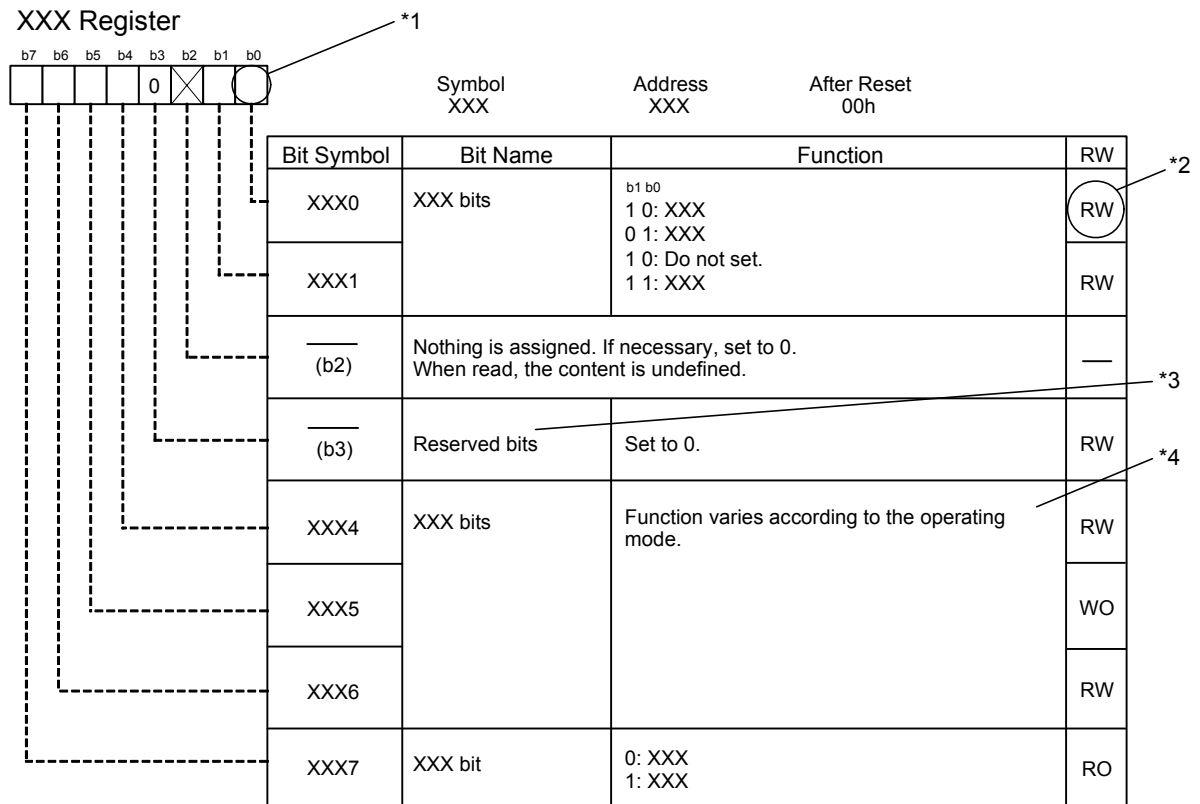 XXX Register
*1
b7 b6 b5 b4 b3 b2 b1 b0
0
Symbol Address After Reset
XXX XXX 00h
Bit Symbol Bit Name Function RW
*2
XXX0 XXX bits
b1 b0
1 0: XXX
0 1: XXX
1 0: Do not set.
1 1: XXX
RW
XXX1 RW
(b2)
Nothing is assigned. If necessary, set to 0.
When read, the content is undefined.
—
*3
(b3) Reserved bits Set to 0. RW
*4
XXX4 XXX bits
Function varies according to the operating
mode.
RW
XXX5 WO
XXX6 RW
XXX7 XXX bit
0: XXX
1: XXX
RO